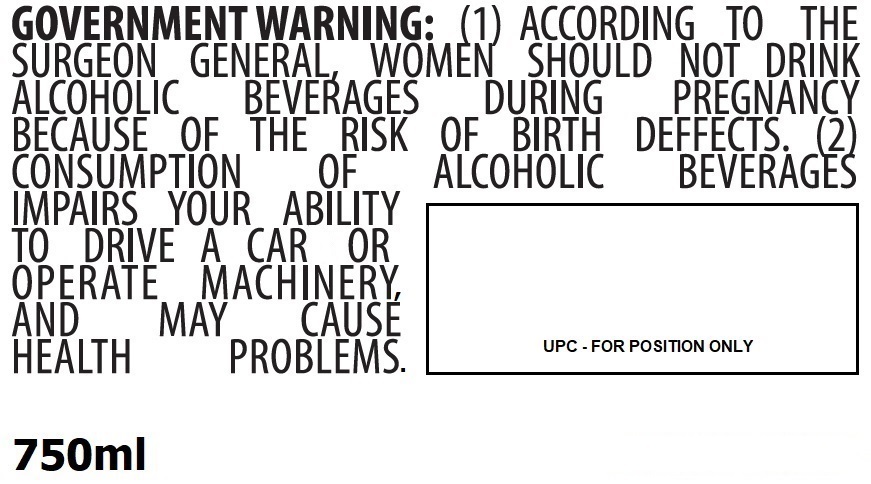 GOVERNMENT WARNING: (1) ACCORDING TO THE
SURGEON GENERAL, WOMEN SHOULD NOT DRINK
ALCOHOLIC BEVERAGES DURING PREGNANCY
BECAUSE OF THE RISK OF BIRTH DEFFECTS. (2)
CONSUMPTION OF ALCOHOLIC BEVERAGES
IMPAIRS YOUR ABILITY
TO DRIVE A CAR OR
OPERATE MACHINERY,
AND MAY CAUSE
HEALTH PROBLEMS.
UPC - FOR POSITION ONLY
750ml